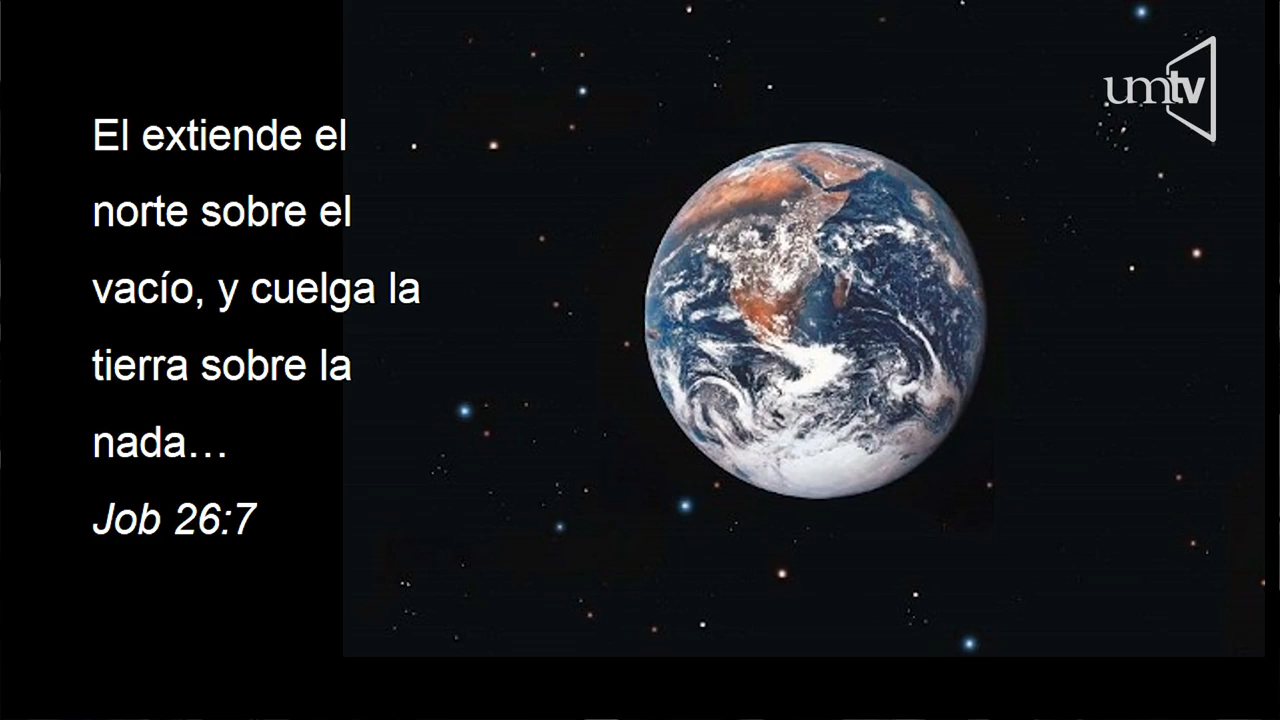 El extiende el
norte sobre el
vacío, y cuelga la
tierra sobre la
nada…
Job 26:7
umtv